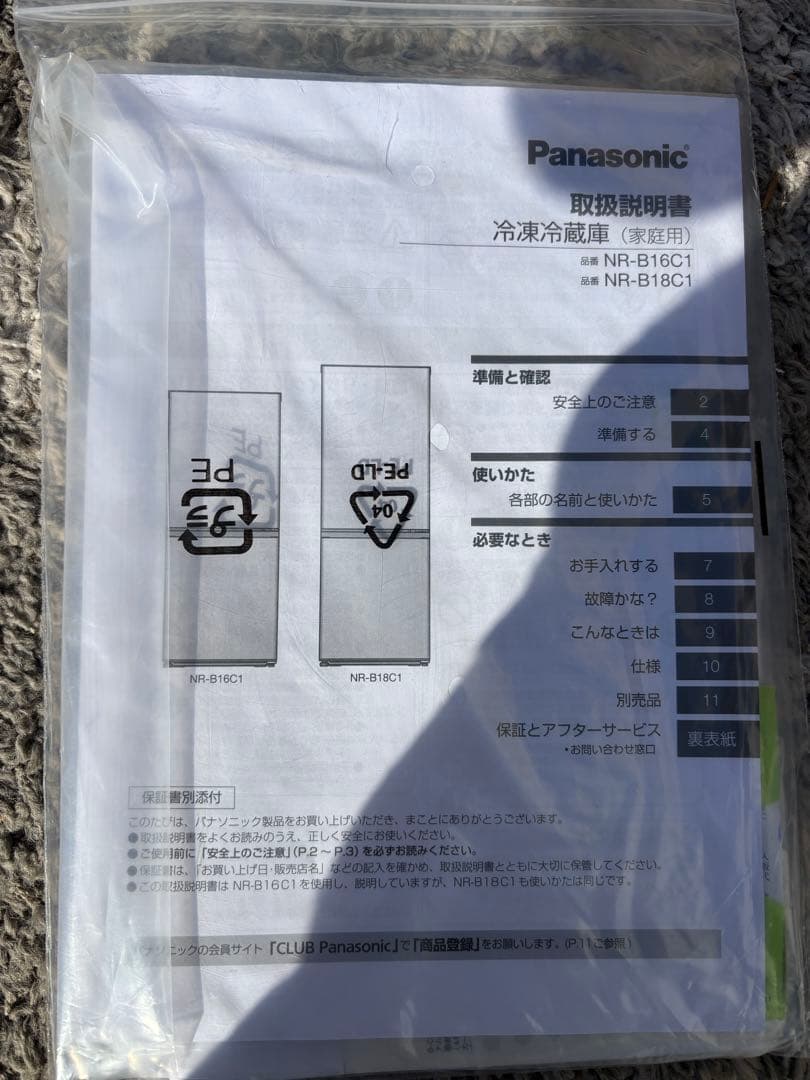 Panasonic
取扱説明書
冷凍冷蔵庫(家庭用)
品番 NR-B16C1
品番 NR-B18C1
準備と確認
安全上のご注意 2
準備する 4
使いかた
各部の名前と使いかた 5
必要なとき
お手入れする 7
故障かな? 8
こんなときは 9
仕様 10
別売品 11
保証とアフターサービス 裏表紙
・お問い合わせ窓口
PE
プラ
PE-LD
04
NR-B16C1
NR-B18C1
保証書別添付
このたびは、パナソニック製品をお買い上げいただき、まことにありがとうございます。
●取扱説明書をよくお読みのうえ、正しく安全にお使いください。
●ご使用前に「安全上のご注意」(P.2〜P.3)を必ずお読みください。
●保証書は、「お買い上げ日・販売店名」などの記入を確かめ、取扱説明書とともに大切に保管してください。
●この取扱説明書は NR-B16C1を使用し、説明していますが、NR-B18C1も使いかたは同じです。
パナソニックの会員サイト「CLUB Panasonic」で「商品登録」をお願いします。(P.11ご参照)